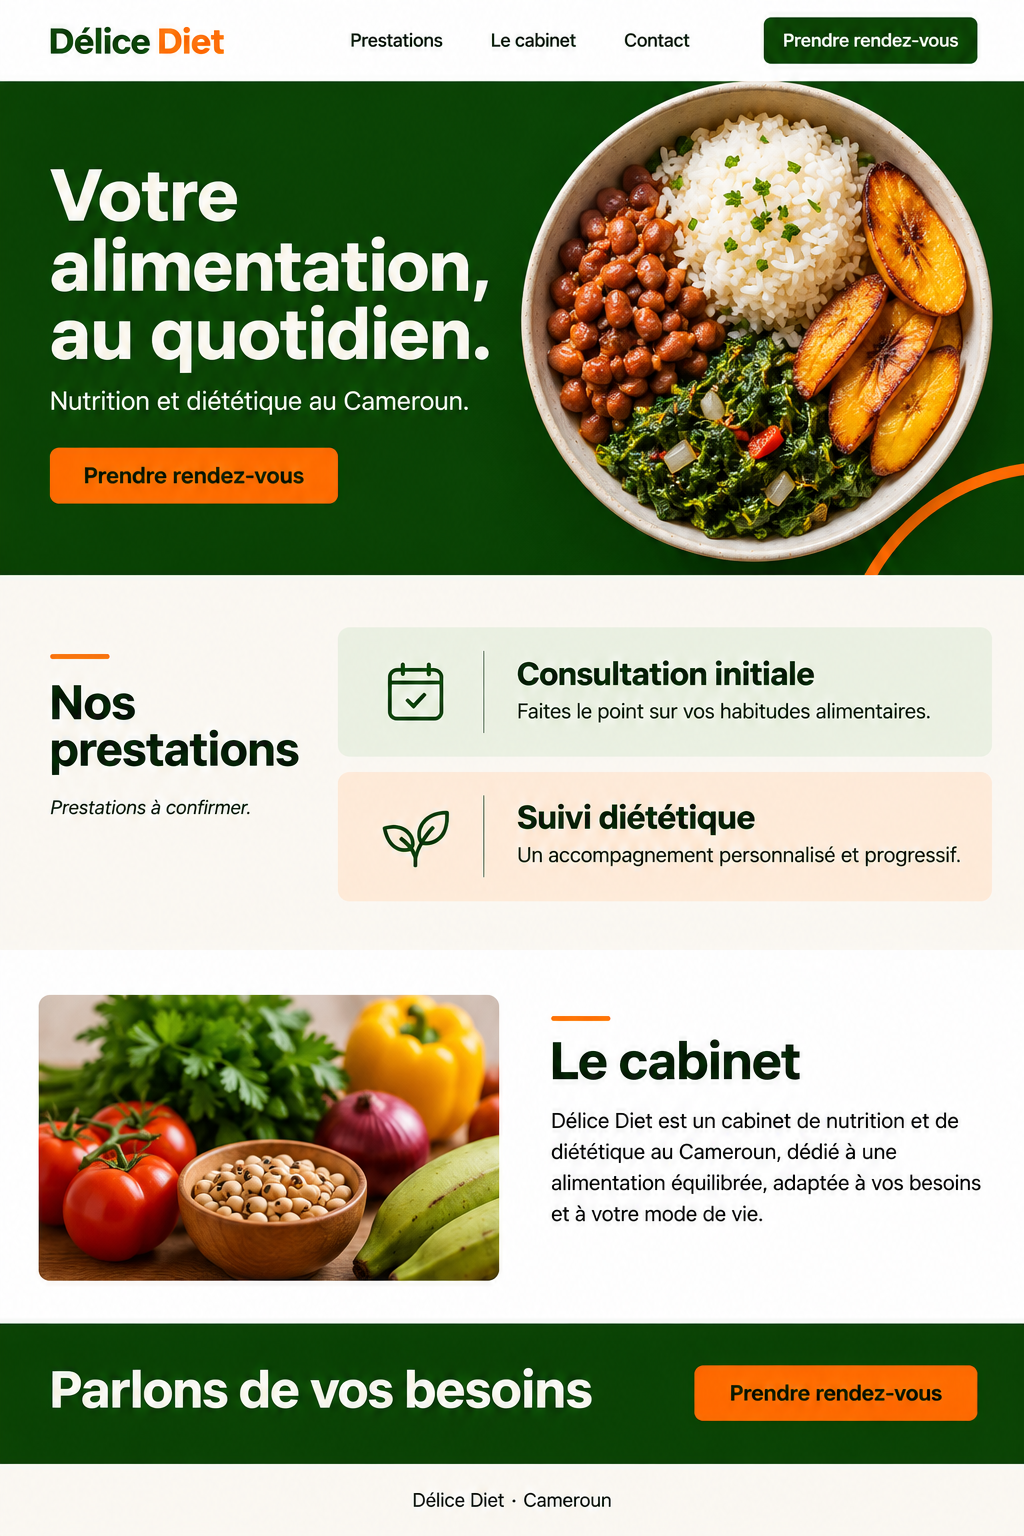 Délice Diet
Prestations
Le cabinet
Contact
Prendre rendez-vous
Votre
alimentation,
au quotidien.
Nutrition et diététique au Cameroun.
Prendre rendez-vous
Nos
prestations
Prestations à confirmer.
Consultation initiale
Faites le point sur vos habitudes alimentaires.
Suivi diététique
Un accompagnement personnalisé et progressif.
Le cabinet
Délice Diet est un cabinet de nutrition et de
diététique au Cameroun, dédié à une
alimentation équilibrée, adaptée à vos besoins
et à votre mode de vie.
Parlons de vos besoins
Prendre rendez-vous
Délice Diet · Cameroun